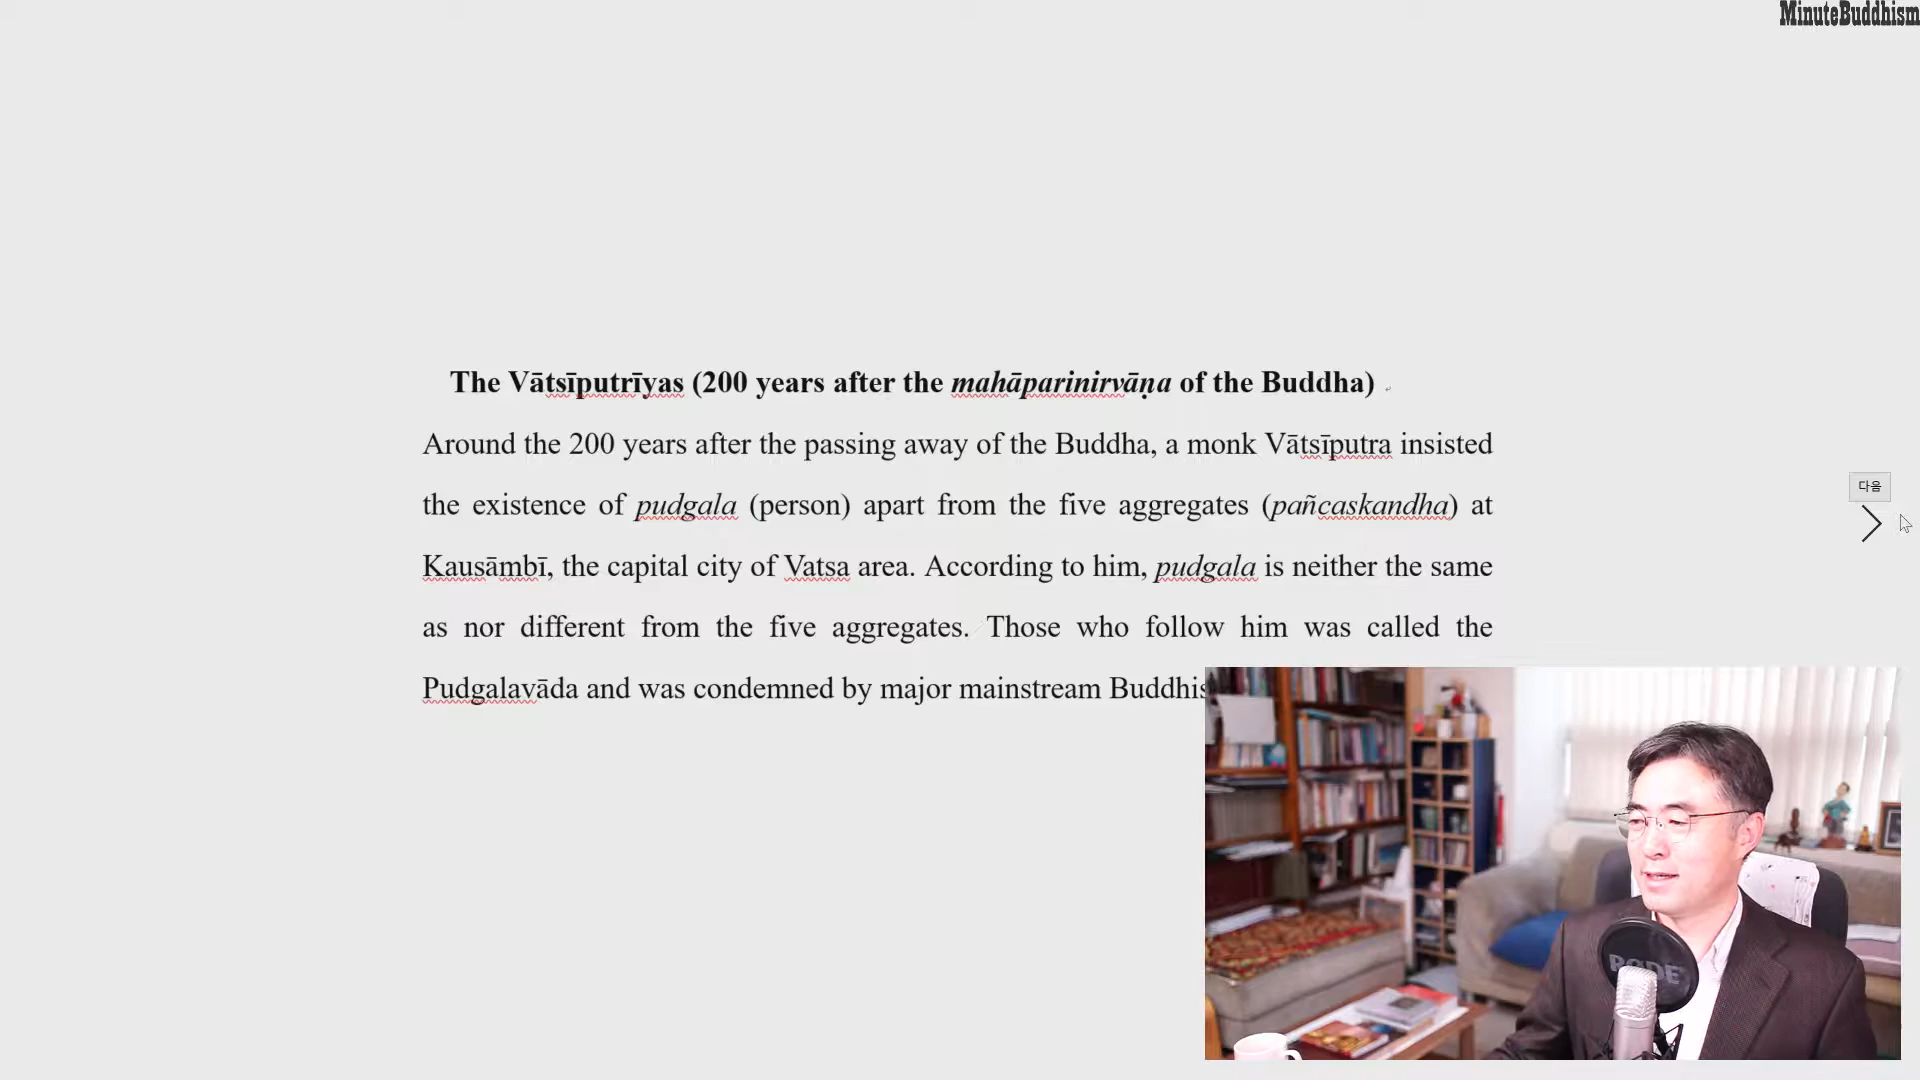 MinuteBuddhism
The Vātsīputrīyas (200 years after the mahāparinirvāṇa of the Buddha)
Around the 200 years after the passing away of the Buddha, a monk Vātsīputra insisted
the existence of pudgala (person) apart from the five aggregates (pañcaskandha) at
Kausāmbī, the capital city of Vatsa area. According to him, pudgala is neither the same
as nor different from the five aggregates. Those who follow him was called the
Pudgalavāda and was condemned by major mainstream Buddhis
다음
RODE